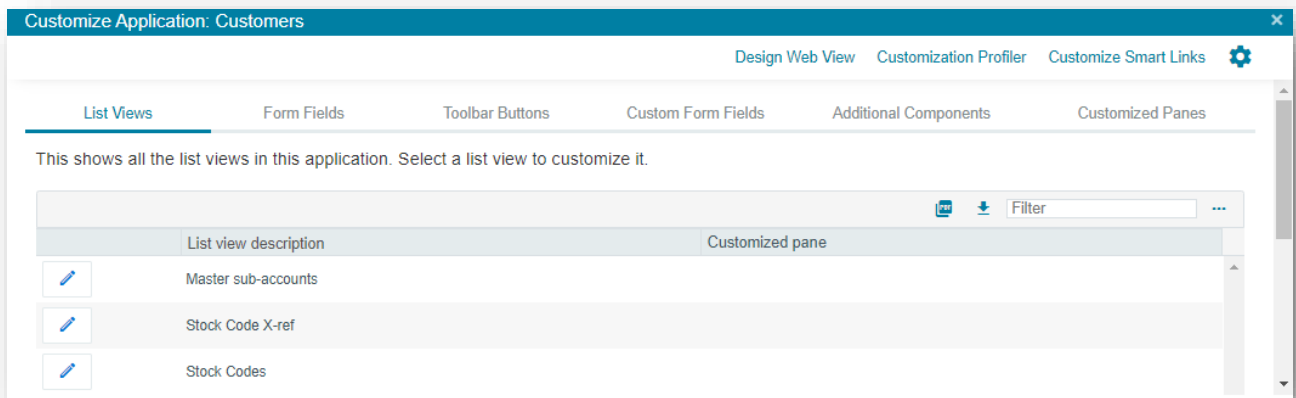 Customize Application: Customers ×
Design Web View Customization Profiler Customize Smart Links
List Views Form Fields Toolbar Buttons Custom Form Fields Additional Components Customized Panes
This shows all the list views in this application. Select a list view to customize it.
PDF Filter ...
List view description Customized pane
Master sub-accounts
Stock Code X-ref
Stock Codes